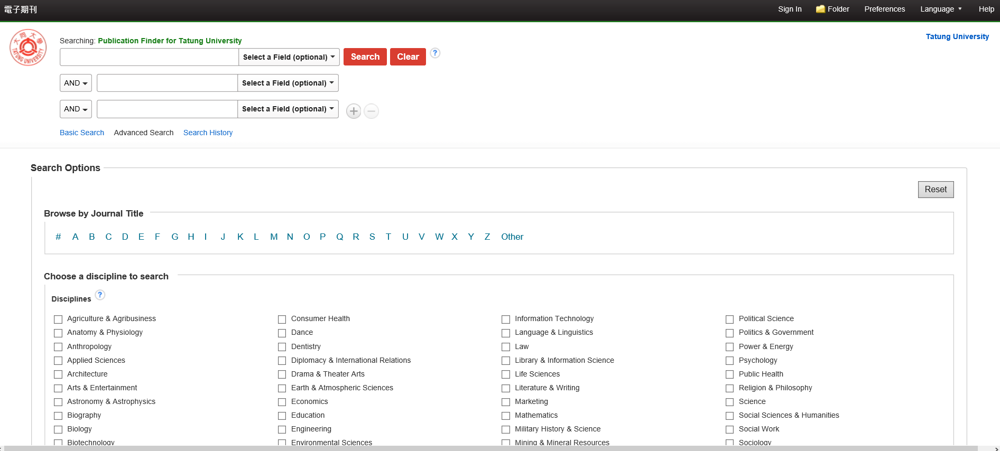 電子期刊 Sign In Folder Preferences Language Help
大同大學
TATUNG UNIVERSITY
Searching: Publication Finder for Tatung University
Tatung University
Select a Field (optional) Search Clear ?
AND Select a Field (optional)
AND Select a Field (optional)
Basic Search Advanced Search Search History
Search Options
Reset
Browse by Journal Title
# A B C D E F G H I J K L M N O P Q R S T U V W X Y Z Other
Choose a discipline to search
Disciplines ?
Agriculture & Agribusiness Consumer Health Information Technology Political Science
Anatomy & Physiology Dance Language & Linguistics Politics & Government
Anthropology Dentistry Law Power & Energy
Applied Sciences Diplomacy & International Relations Library & Information Science Psychology
Architecture Drama & Theater Arts Life Sciences Public Health
Arts & Entertainment Earth & Atmospheric Sciences Literature & Writing Religion & Philosophy
Astronomy & Astrophysics Economics Marketing Science
Biography Education Mathematics Social Sciences & Humanities
Biology Engineering Military History & Science Social Work
Biotechnology Environmental Sciences Mining & Mineral Resources Sociology